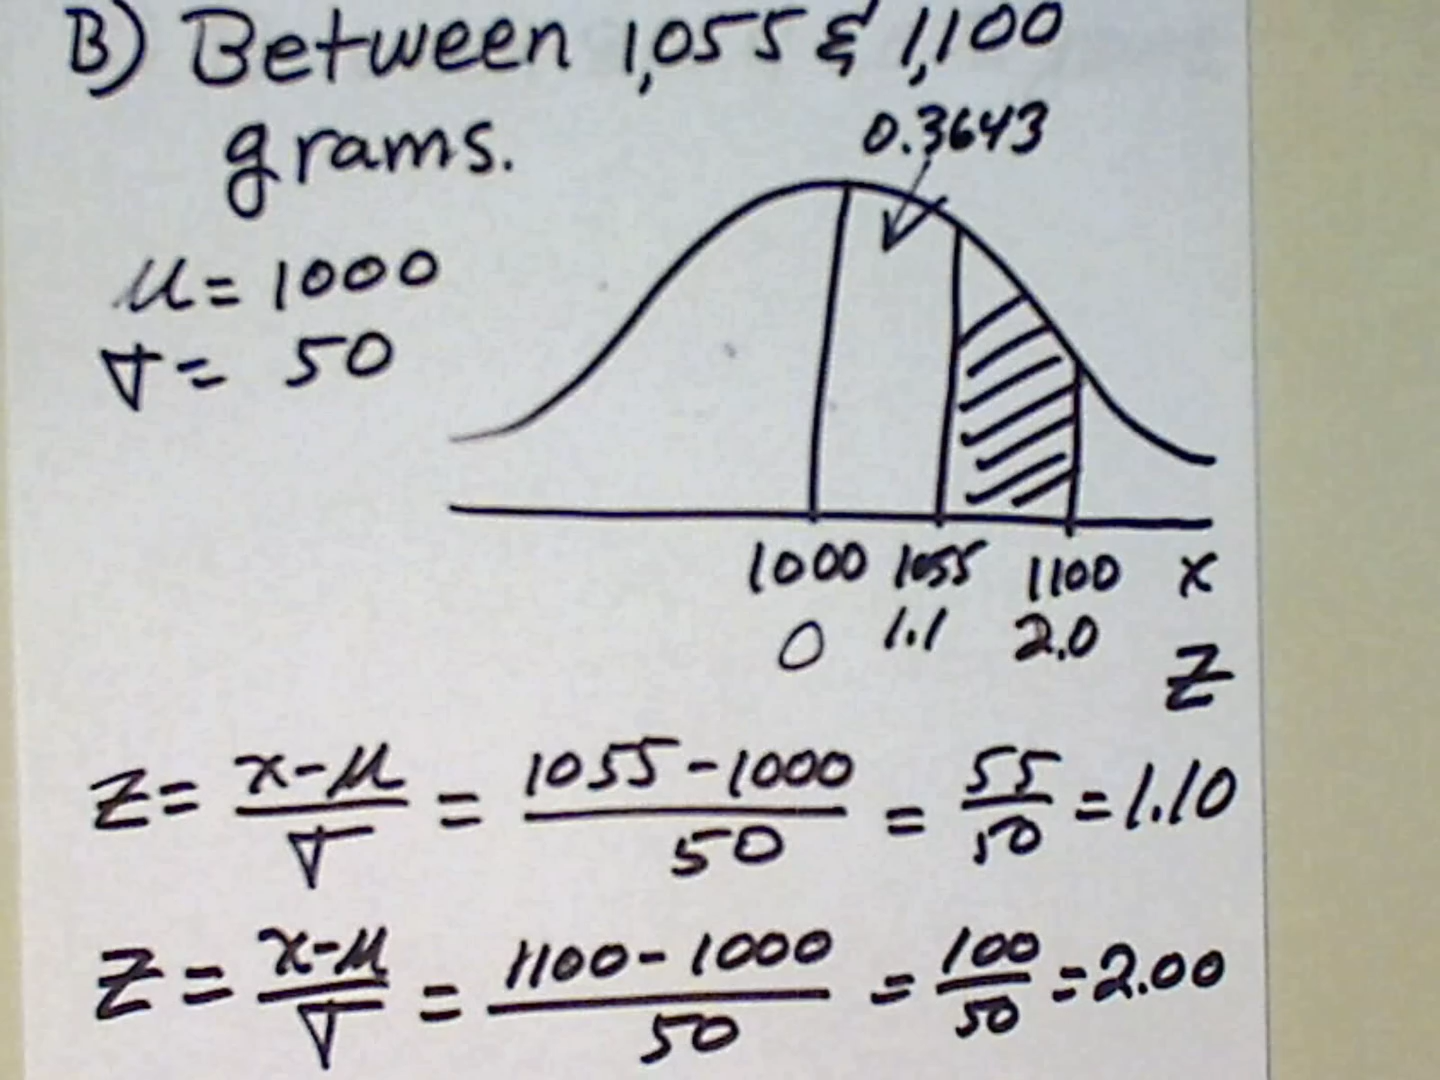 B) Between 1,055 & 1,100
grams.
0.3643
μ = 1000
σ = 50
1000 1055 1100 x
0 1.1 2.0 Z
Z = x-μ / σ = 1055-1000 / 50 = 55 / 50 = 1.10
Z = x-μ / σ = 1100-1000 / 50 = 100 / 50 = 2.00